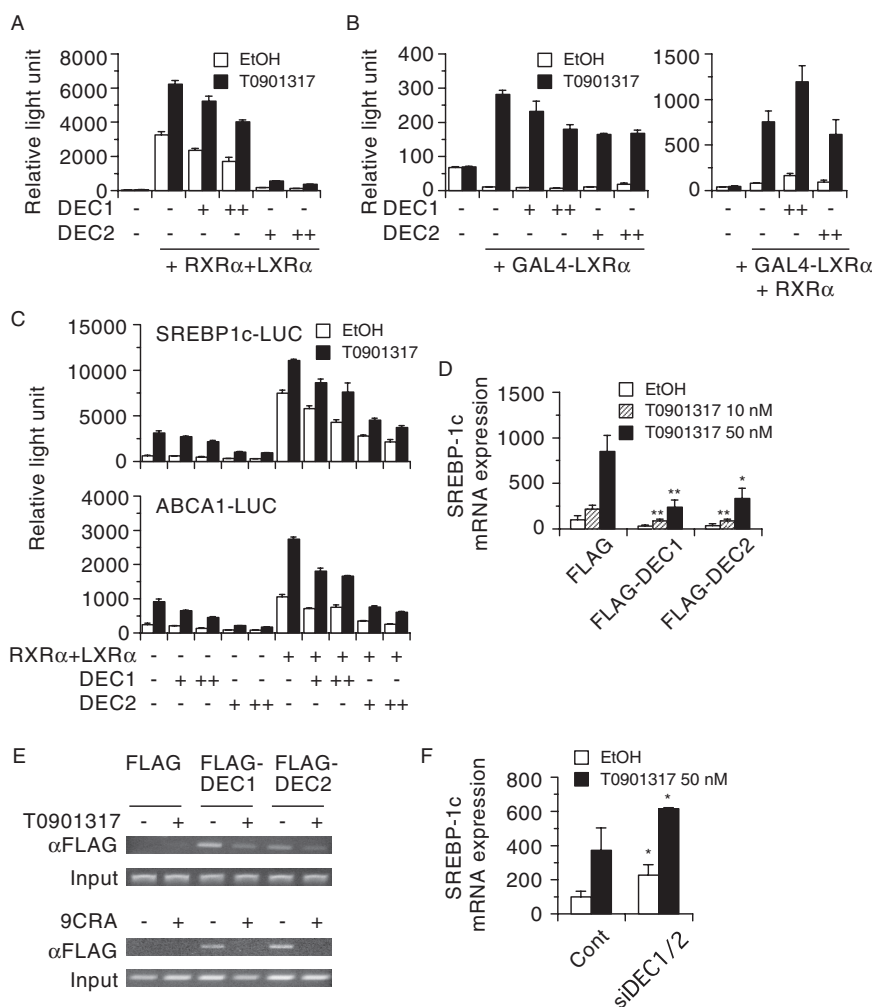 A
Relative light unit
8000
6000
4000
2000
0
EtOH
T0901317
DEC1 - - + ++ - -
DEC2 - - - - + ++
+ RXRα+LXRα
B
Relative light unit
400
300
200
100
0
EtOH
T0901317
DEC1 - - + ++ - -
DEC2 - - - - + ++
+ GAL4-LXRα
1500
1000
500
0
- - ++ -
- - - ++
+ GAL4-LXRα
+ RXRα
C
Relative light unit
15000
10000
7500
5000
2500
0
SREBP1c-LUC
EtOH
T0901317
4000
3000
2000
1000
0
ABCA1-LUC
RXRα+LXRα - - - - - + + + + +
DEC1 - + ++ - - - + ++ - -
DEC2 - - - + ++ - - - + ++
D
SREBP-1c
mRNA expression
1500
1000
500
250
0
EtOH
T0901317 10 nM
T0901317 50 nM
** ** ** *
FLAG
FLAG-DEC1
FLAG-DEC2
E
FLAG FLAG-DEC1 FLAG-DEC2
T0901317 - + - + - +
αFLAG
Input
9CRA - + - + - +
αFLAG
Input
F
SREBP-1c
mRNA expression
800
600
400
200
0
EtOH
T0901317 50 nM
* *
Cont
siDEC1/2